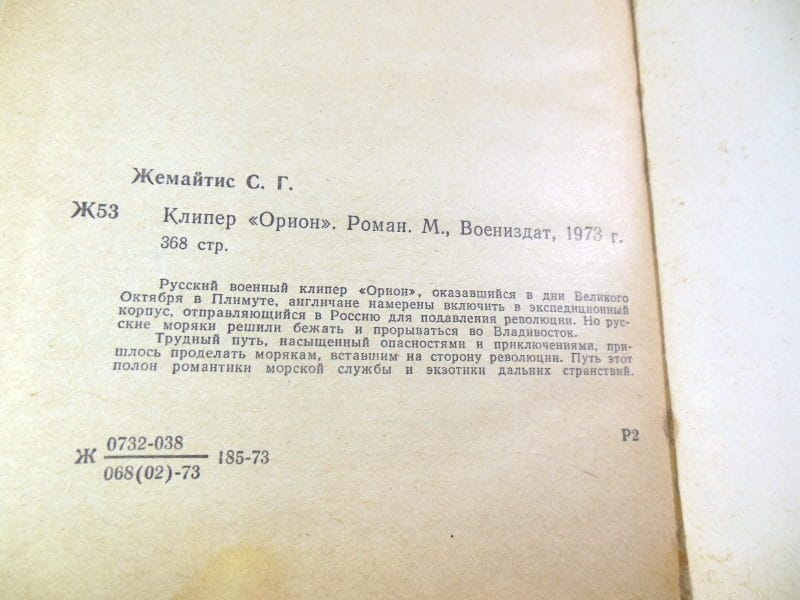 Жемайтис С. Г.
Ж53 Клипер «Орион». Роман. М., Воениздат, 1973 г.
368 стр.
Русский военный клипер «Орион», оказавшийся в дни Великого
Октября в Плимуте, англичане намерены включить в экспедиционный
корпус, отправляющийся в Россию для подавления революции. Но рус-
ские моряки решили бежать и прорываться во Владивосток.
Трудный путь, насыщенный опасностями и приключениями, при-
шлось проделать морякам, вставшим на сторону революции. Путь этот
полон романтики морской службы и экзотики дальних странствий.
Ж 0732-038
068(02)-73 185-73
Р2